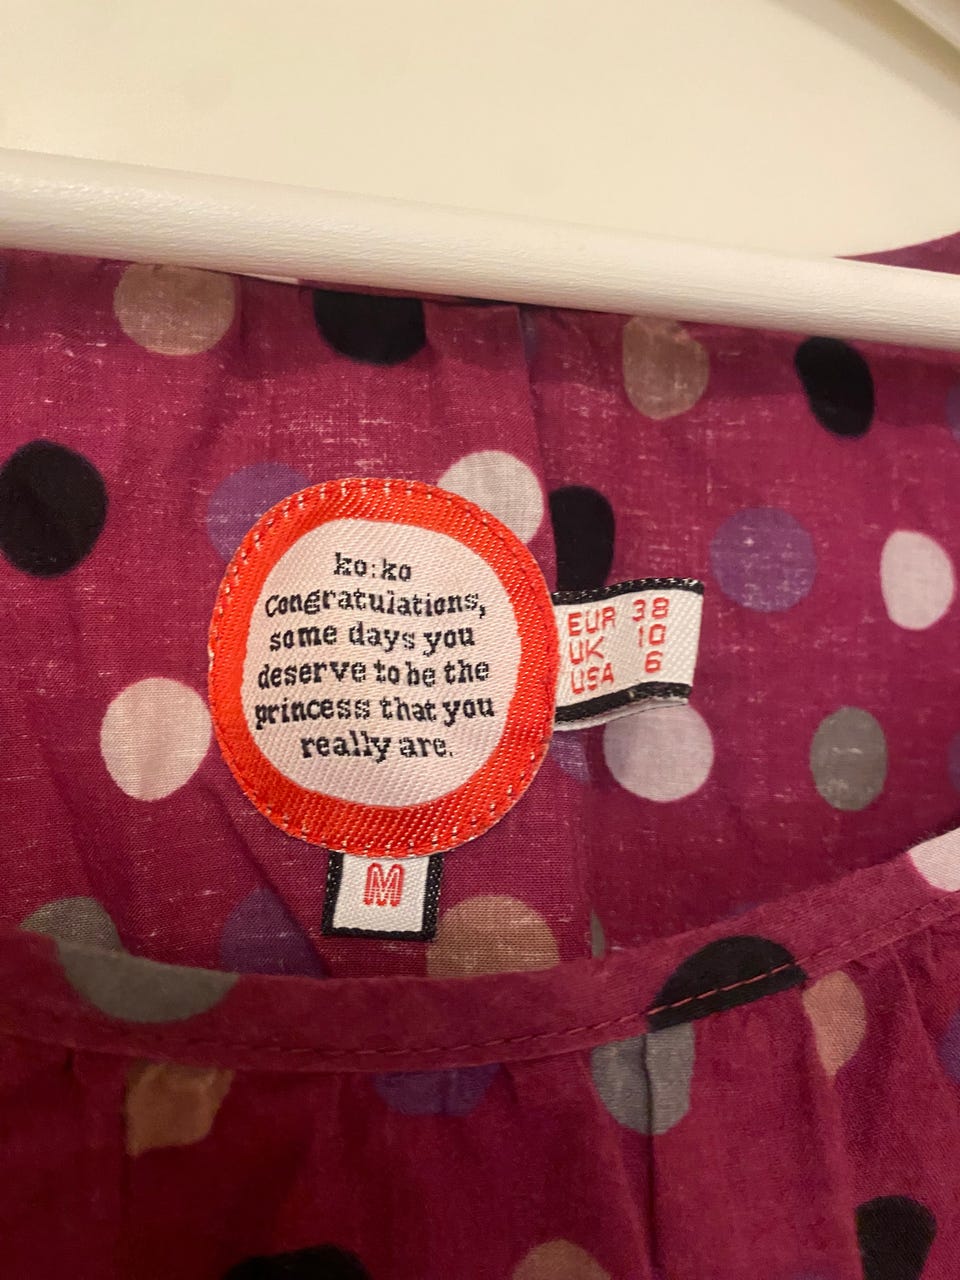 ko:ko
Congratulations,
some days you
deserve to be the
princess that you
really are.
EUR 38
UK 10
USA 6
M